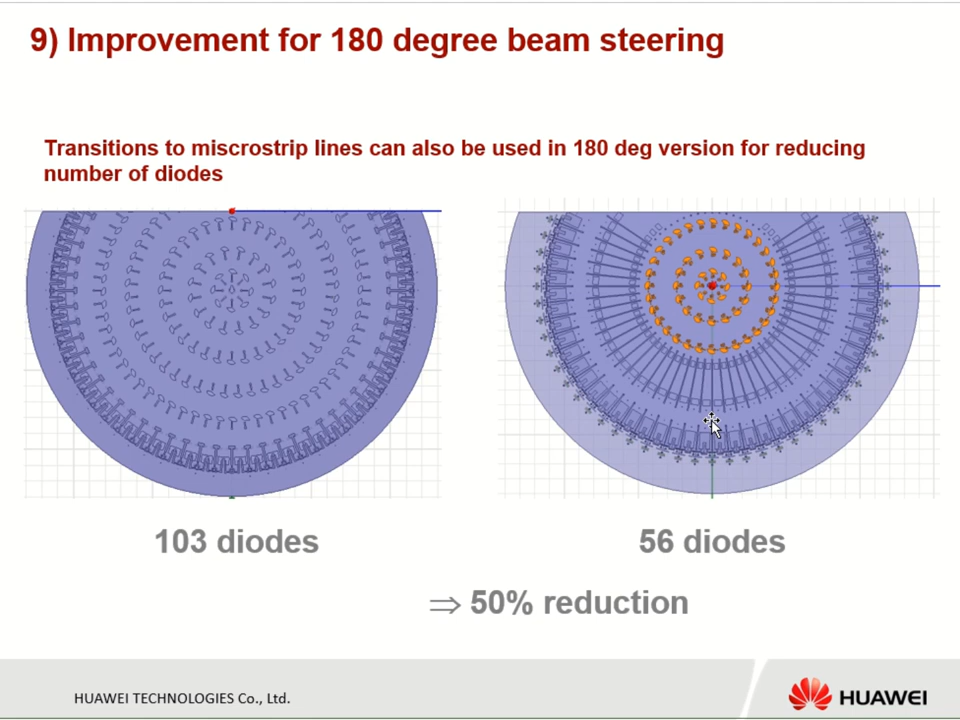 9) Improvement for 180 degree beam steering
Transitions to miscrostrip lines can also be used in 180 deg version for reducing
number of diodes
103 diodes
56 diodes
⇒ 50% reduction
HUAWEI TECHNOLOGIES Co., Ltd.
HUAWEI